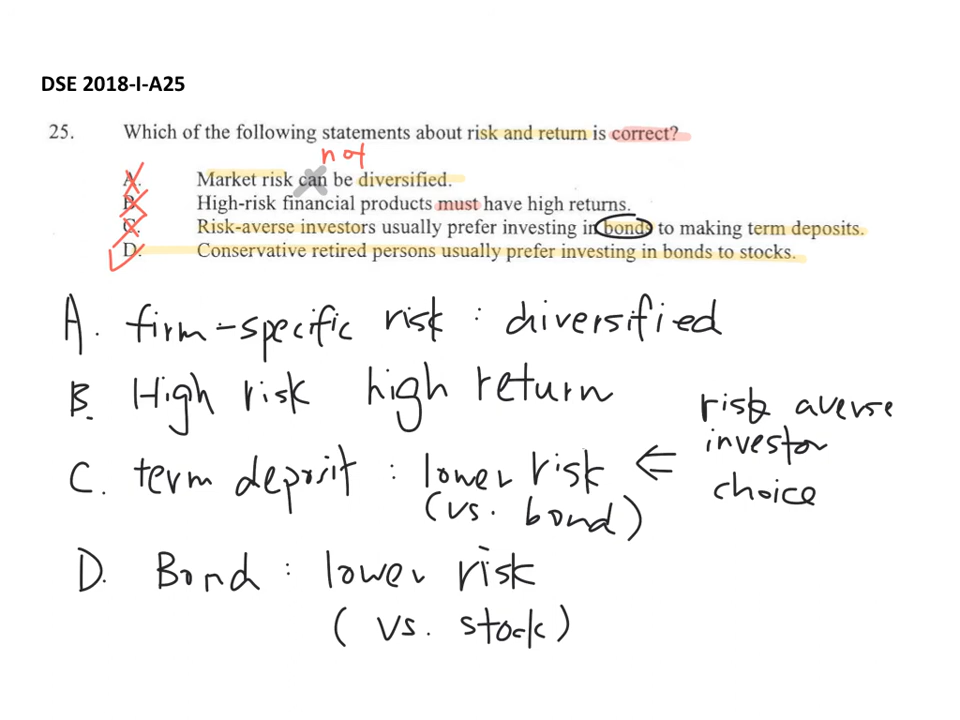 DSE 2018-I-A25
25. Which of the following statements about risk and return is correct?
not
A. Market risk can be diversified.
B. High-risk financial products must have high returns.
C. Risk-averse investors usually prefer investing in bonds to making term deposits.
D. Conservative retired persons usually prefer investing in bonds to stocks.
A. firm-specific risk : diversified
B. High risk high return
C. term deposit : lower risk ⇐ risk averse
(vs. bond) investor
choice
D. Bond : lower risk
( vs. stock)